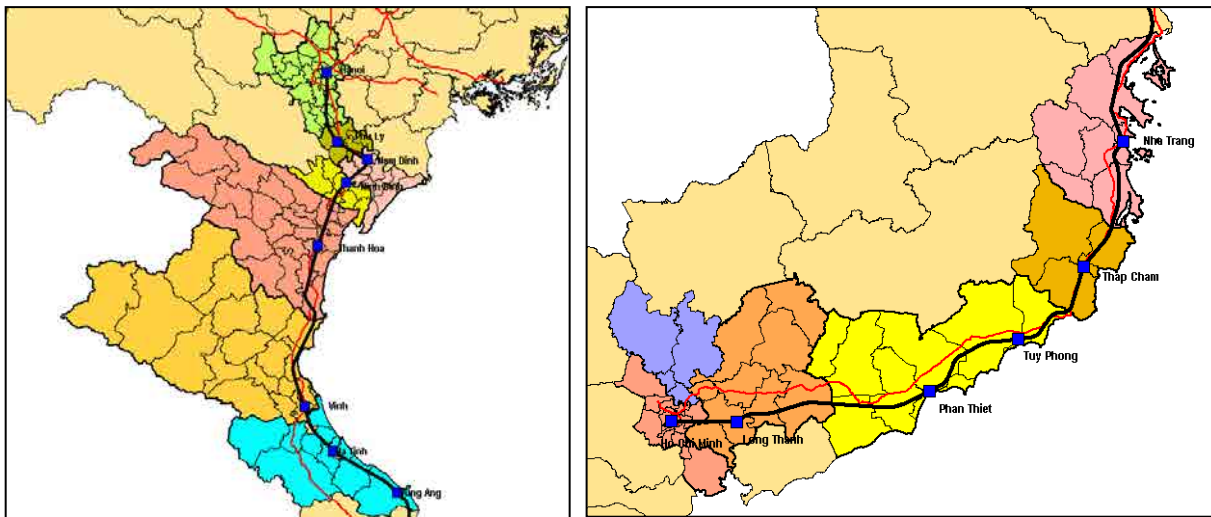 Hanoi
Phu Ly
Nam Dinh
Ninh Binh
Thanh Hoa
Vinh
Ha Tinh
Vung Ang
Nha Trang
Thap Cham
Tuy Phong
Phan Thiet
Ho Chi Minh
Long Thanh